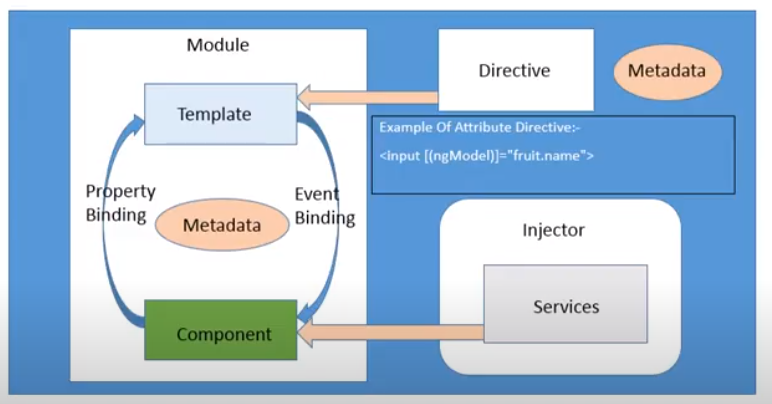 Module
Directive
Metadata
Template
Example Of Attribute Directive:-
<input [(ngModel)]="fruit.name">
Property
Binding
Event
Binding
Metadata
Injector
Services
Component